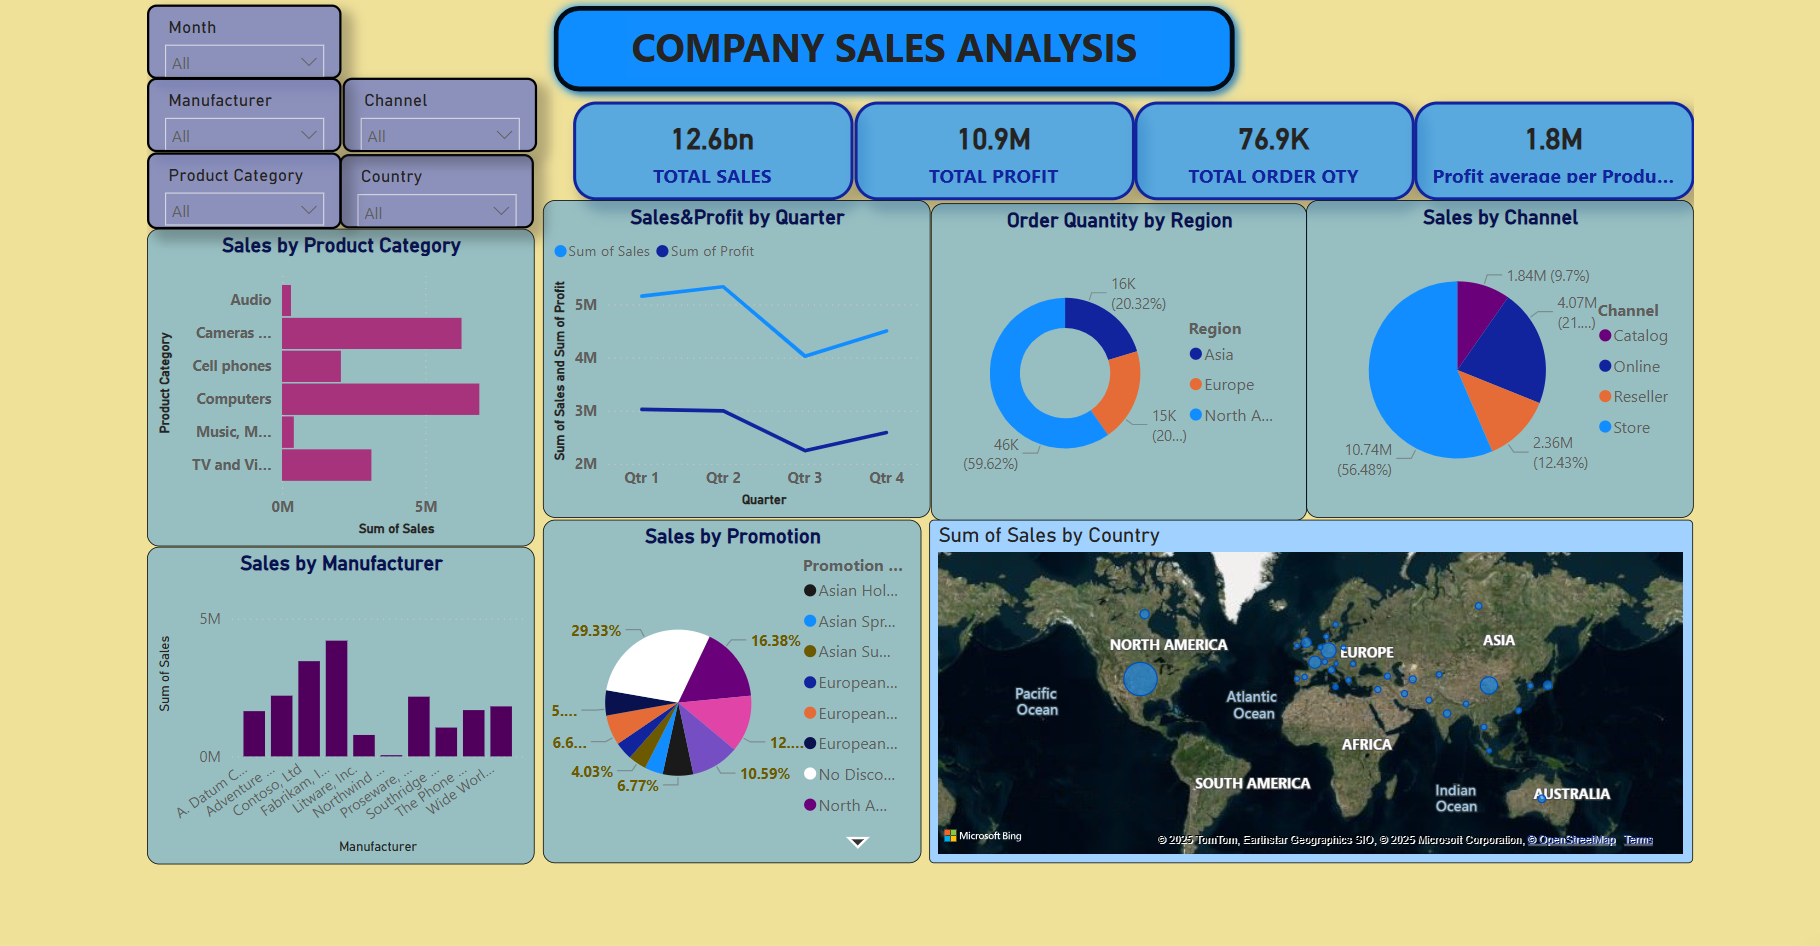 COMPANY SALES ANALYSIS
Month
All
Manufacturer
All
Channel
All
Product Category
All
Country
All
12.6bn
TOTAL SALES
10.9M
TOTAL PROFIT
76.9K
TOTAL ORDER QTY
1.8M
Profit average per Produ...
Sales by Product Category
Product Category
Audio
Cameras ...
Cell phones
Computers
Music, M...
TV and Vi...
0M
5M
Sum of Sales
Sales&Profit by Quarter
Sum of Sales
Sum of Profit
Sum of Sales and Sum of Profit
5M
4M
3M
2M
Qtr 1
Qtr 2
Qtr 3
Qtr 4
Quarter
Order Quantity by Region
16K
(20.32%)
15K
(20...)
46K
(59.62%)
Region
Asia
Europe
North A...
Sales by Channel
1.84M (9.7%)
4.07M
(21....)
2.36M
(12.43%)
10.74M
(56.48%)
Channel
Catalog
Online
Reseller
Store
Sales by Manufacturer
Sum of Sales
5M
0M
A. Datum C...
Adventure ...
Contoso, Ltd
Fabrikam, I...
Litware, Inc.
Northwind ...
Proseware, ...
Southridge ...
The Phone ...
Wide Worl...
Manufacturer
Sales by Promotion
29.33%
16.38%
12....
10.59%
6.77%
4.03%
6.6...
5....
Promotion ...
Asian Hol...
Asian Spr...
Asian Su...
European...
European...
European...
No Disco...
North A...
Sum of Sales by Country
NORTH AMERICA
EUROPE
ASIA
Pacific
Ocean
Atlantic
Ocean
AFRICA
SOUTH AMERICA
Indian
Ocean
AUSTRALIA
Microsoft Bing
© 2025 TomTom, Earthstar Geographics SIO, © 2025 Microsoft Corporation, © OpenStreetMap Terms